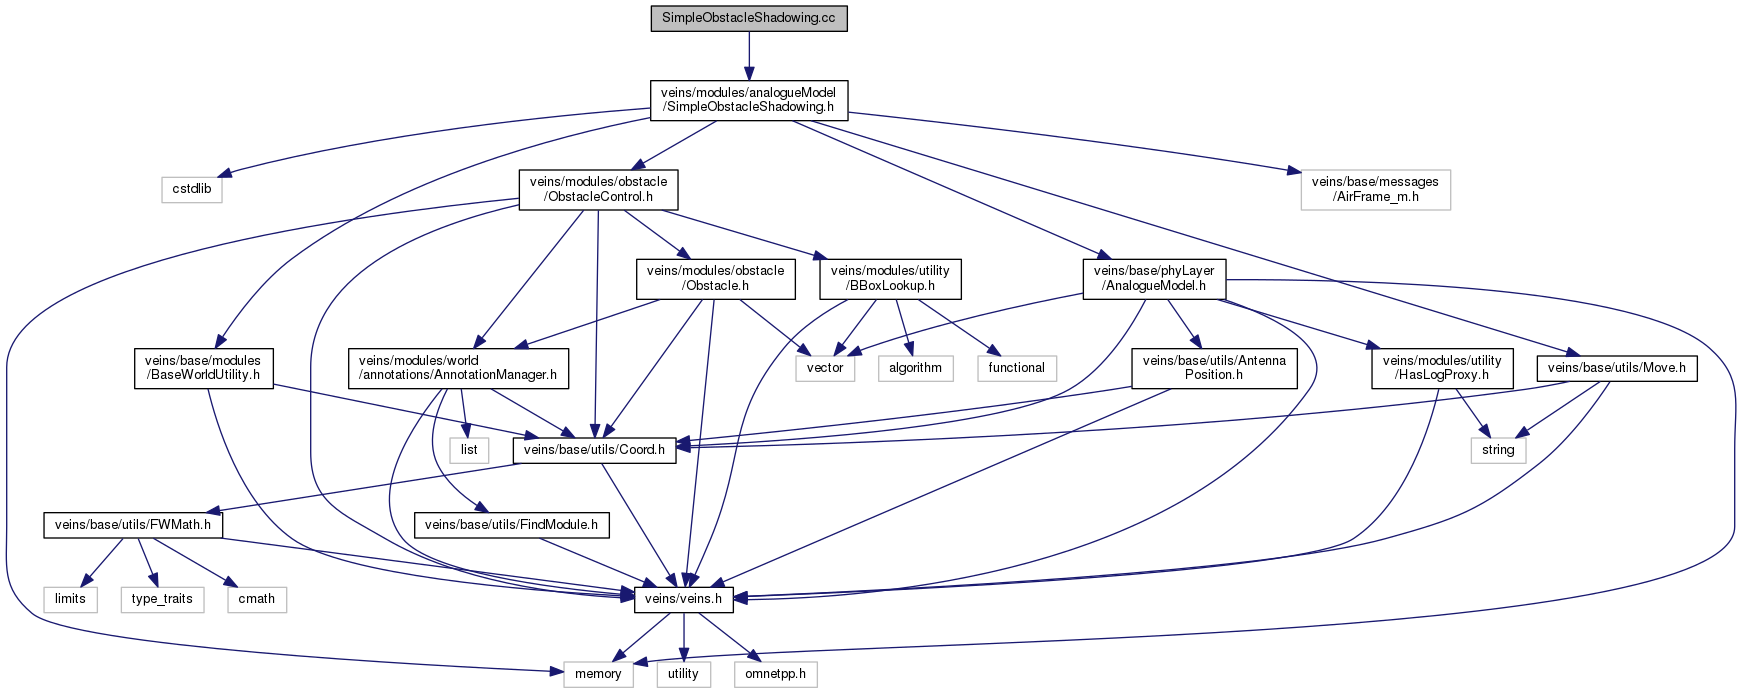 SimpleObstacleShadowing.cc
veins/modules/analogueModel
/SimpleObstacleShadowing.h
cstdlib
veins/modules/obstacle
/ObstacleControl.h
veins/base/messages
/AirFrame_m.h
veins/modules/obstacle
/Obstacle.h
veins/modules/utility
/BBoxLookup.h
veins/base/phyLayer
/AnalogueModel.h
veins/base/modules
/BaseWorldUtility.h
veins/modules/world
/annotations/AnnotationManager.h
vector
algorithm
functional
veins/base/utils/Antenna
Position.h
veins/modules/utility
/HasLogProxy.h
veins/base/utils/Move.h
list
veins/base/utils/Coord.h
string
veins/base/utils/FWMath.h
veins/base/utils/FindModule.h
limits
type_traits
cmath
veins/veins.h
memory
utility
omnetpp.h